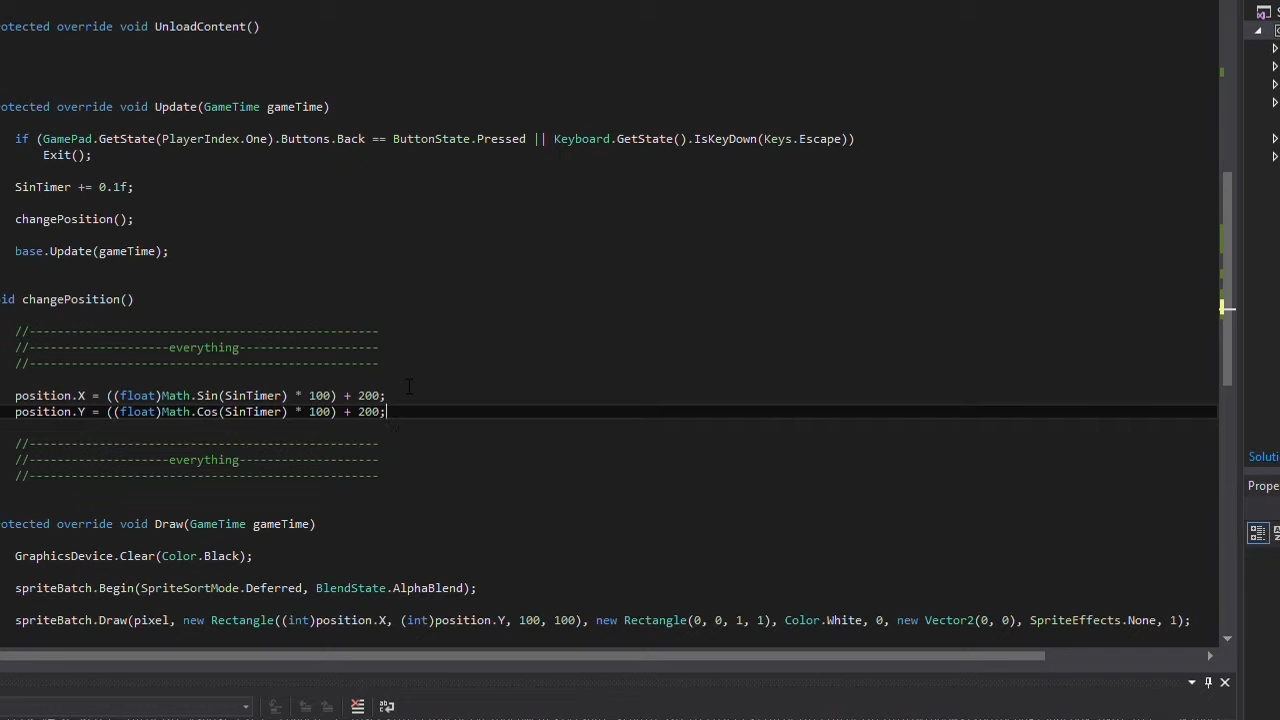 otected override void UnloadContent()
otected override void Update(GameTime gameTime)
if (GamePad.GetState(PlayerIndex.One).Buttons.Back == ButtonState.Pressed || Keyboard.GetState().IsKeyDown(Keys.Escape))
Exit();
SinTimer += 0.1f;
changePosition();
base.Update(gameTime);
id changePosition()
//--------------------------------------------------
//--------------------everything--------------------
//--------------------------------------------------
position.X = ((float)Math.Sin(SinTimer) * 100) + 200;
position.Y = ((float)Math.Cos(SinTimer) * 100) + 200;
//--------------------------------------------------
//--------------------everything--------------------
//--------------------------------------------------
otected override void Draw(GameTime gameTime)
GraphicsDevice.Clear(Color.Black);
spriteBatch.Begin(SpriteSortMode.Deferred, BlendState.AlphaBlend);
spriteBatch.Draw(pixel, new Rectangle((int)position.X, (int)position.Y, 100, 100), new Rectangle(0, 0, 1, 1), Color.White, 0, new Vector2(0, 0), SpriteEffects.None, 1);
Soluti
Prope